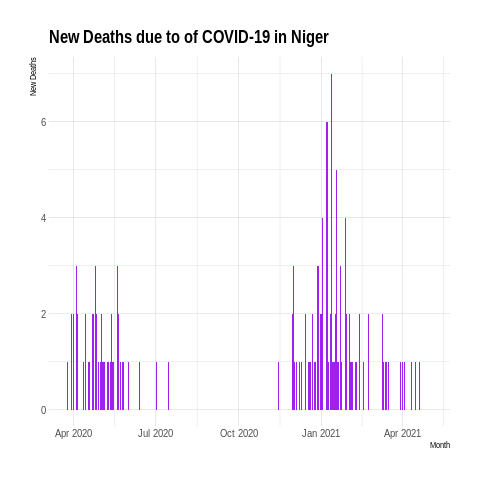 New Deaths due to of COVID-19 in Niger
New Deaths
6
4
2
0
Apr 2020 Jul 2020 Oct 2020 Jan 2021 Apr 2021
Month